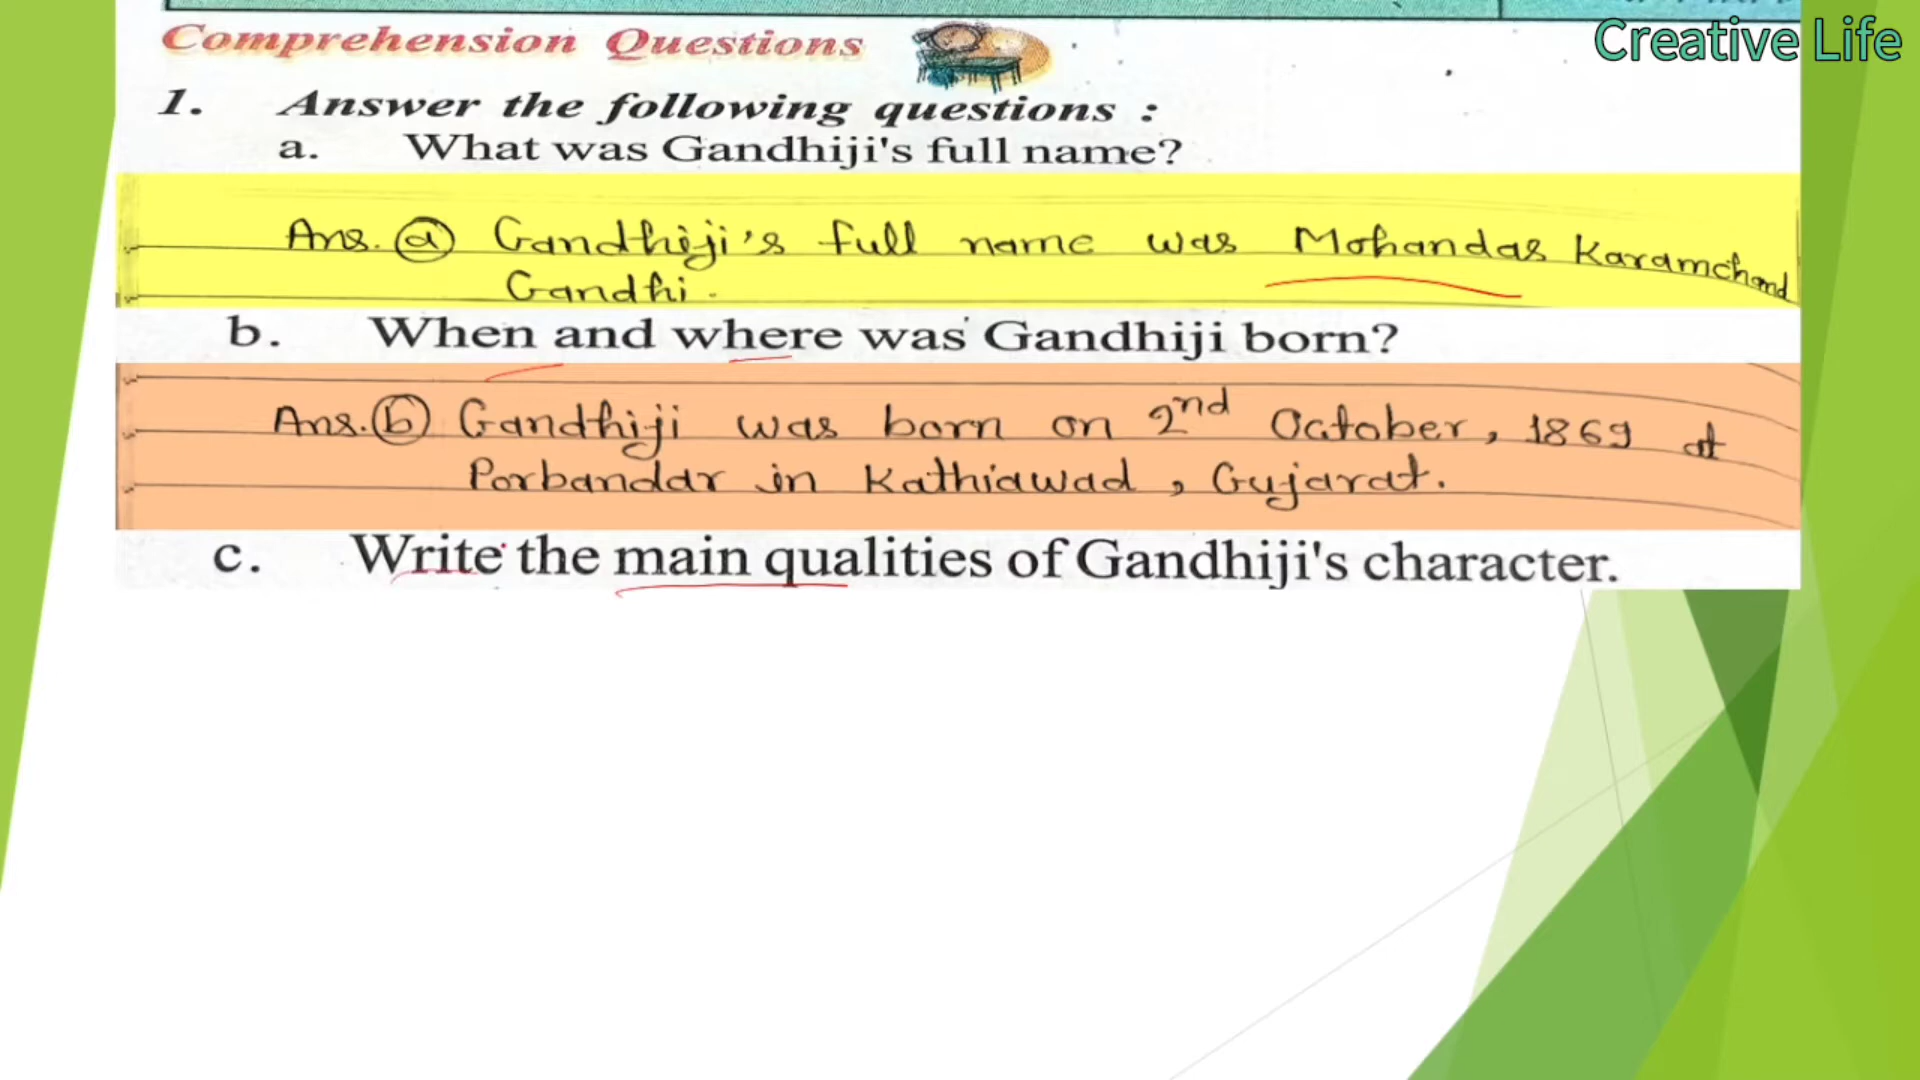 Creative Life
Comprehension Questions
1. Answer the following questions :
a. What was Gandhiji's full name?
Ans. (a) Gandhiji's full name was Mohandas Karamchand
Gandhi.
b. When and where was Gandhiji born?
Ans. (b) Gandhiji was born on 2nd October, 1869 at
Porbandar in Kathiawad, Gujarat.
c. Write the main qualities of Gandhiji's character.